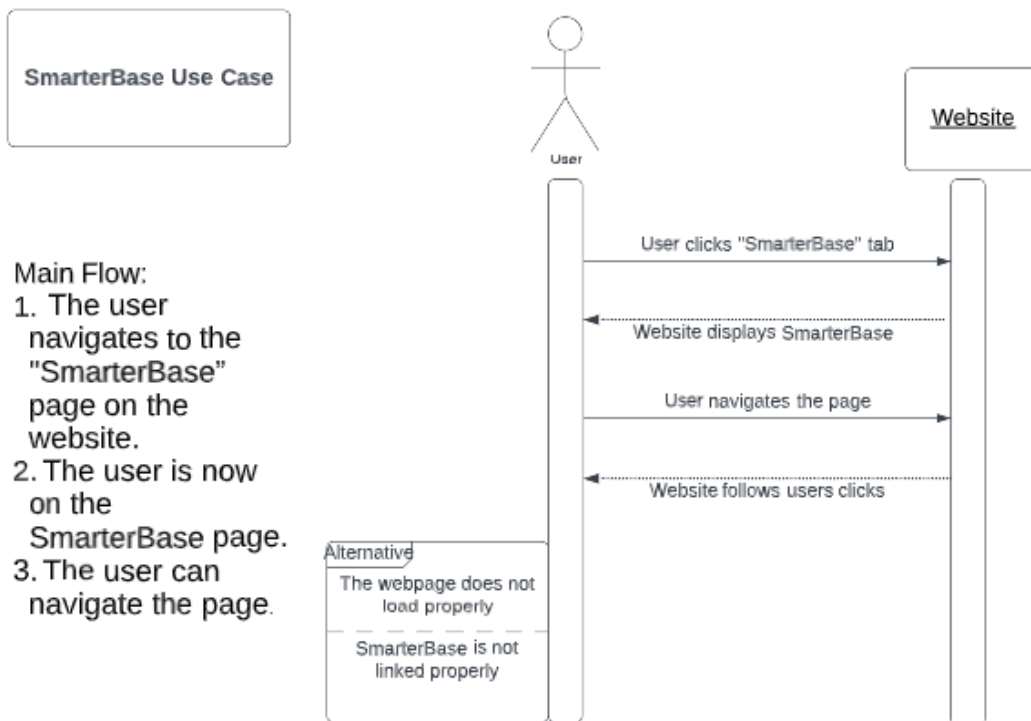 SmarterBase Use Case
User
Website
User clicks "SmarterBase" tab
Website displays SmarterBase
User navigates the page
Website follows users clicks
Main Flow:
1. The user
navigates to the
"SmarterBase”
page on the
website.
2. The user is now
on the
SmarterBase page.
3. The user can
navigate the page.
Alternative
The webpage does not
load properly
SmarterBase is not
linked properly